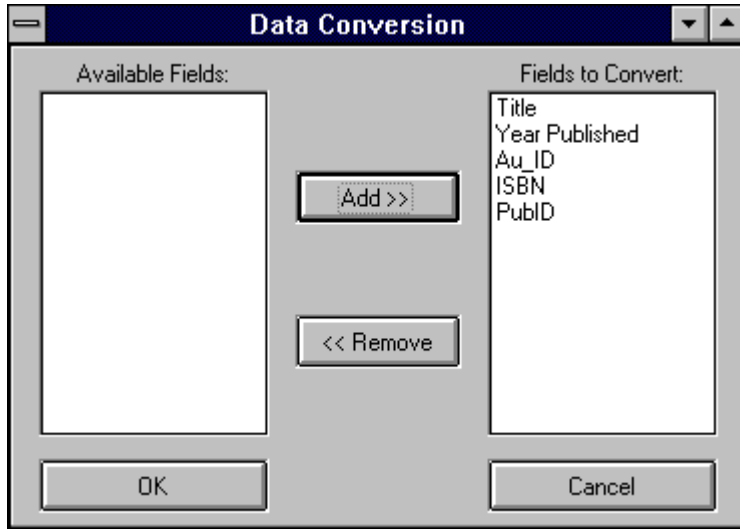 Data Conversion
Available Fields:
Fields to Convert:
Title
Year Published
Au_ID
ISBN
PubID
Add >>
<< Remove
OK
Cancel